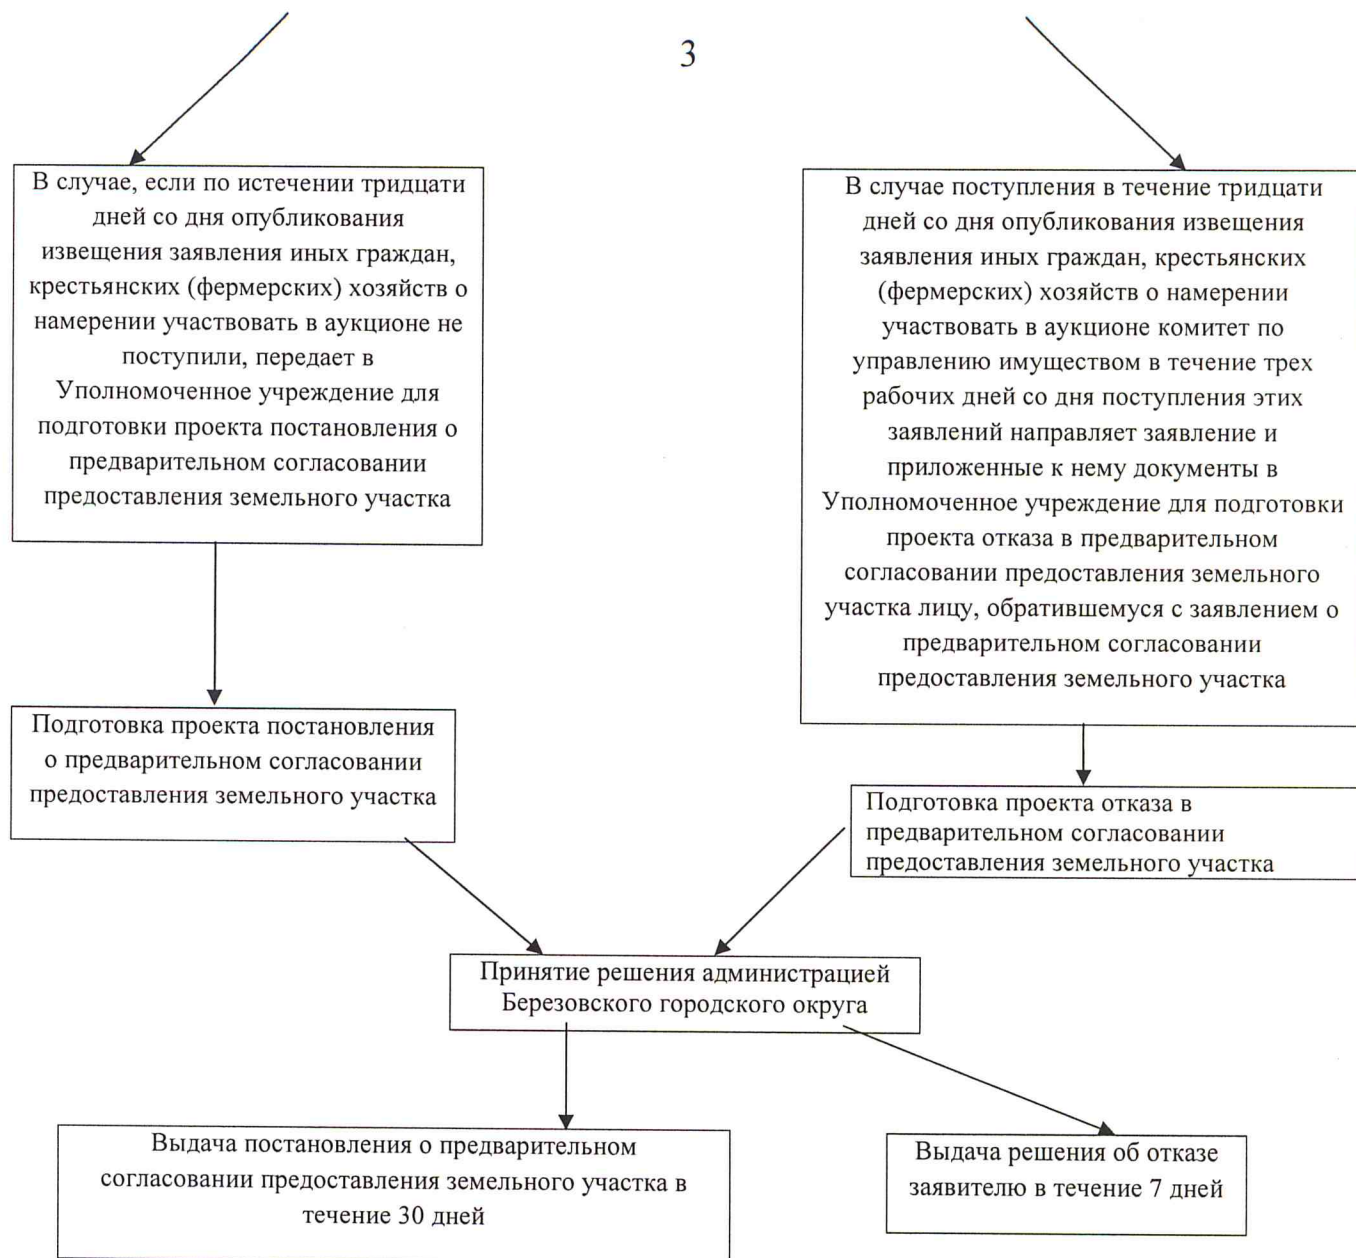 3
В случае, если по истечении тридцати
дней со дня опубликования
извещения заявления иных граждан,
крестьянских (фермерских) хозяйств о
намерении участвовать в аукционе не
поступили, передает в
Уполномоченное учреждение для
подготовки проекта постановления о
предварительном согласовании
предоставления земельного участка
В случае поступления в течение тридцати
дней со дня опубликования извещения
заявления иных граждан, крестьянских
(фермерских) хозяйств о намерении
участвовать в аукционе комитет по
управлению имуществом в течение трех
рабочих дней со дня поступления этих
заявлений направляет заявление и
приложенные к нему документы в
Уполномоченное учреждение для подготовки
проекта отказа в предварительном
согласовании предоставления земельного
участка лицу, обратившемуся с заявлением о
предварительном согласовании
предоставления земельного участка
Подготовка проекта постановления
о предварительном согласовании
предоставления земельного участка
Подготовка проекта отказа в
предварительном согласовании
предоставления земельного участка
Принятие решения администрацией
Березовского городского округа
Выдача постановления о предварительном
согласовании предоставления земельного участка в
течение 30 дней
Выдача решения об отказе
заявителю в течение 7 дней